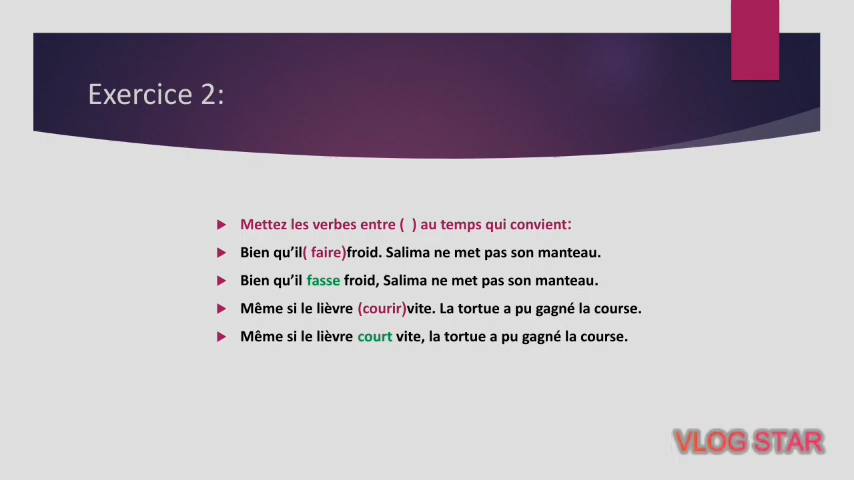 Exercice 2:
Mettez les verbes entre (  ) au temps qui convient:
Bien qu’il( faire)froid. Salima ne met pas son manteau.
Bien qu’il fasse froid, Salima ne met pas son manteau.
Même si le lièvre (courir)vite. La tortue a pu gagné la course.
Même si le lièvre court vite, la tortue a pu gagné la course.
VLOG STAR